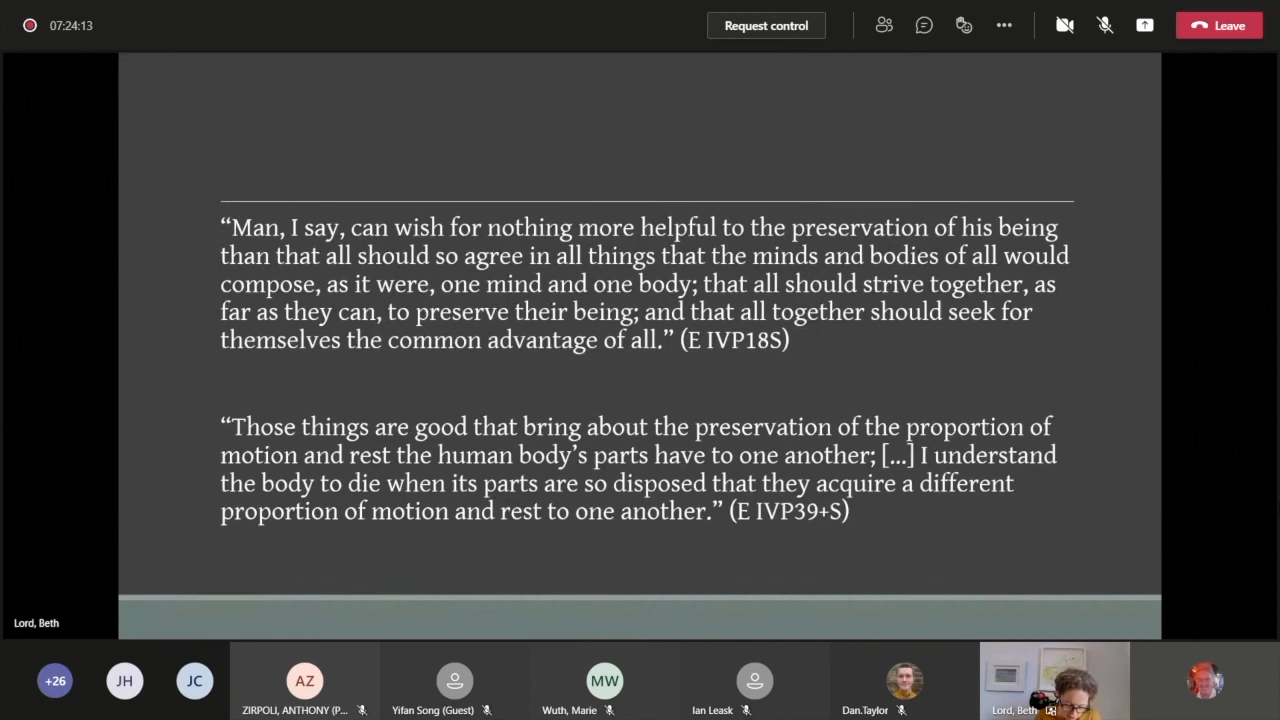 07:24:13
Request control
Leave
“Man, I say, can wish for nothing more helpful to the preservation of his being
than that all should so agree in all things that the minds and bodies of all would
compose, as it were, one mind and one body; that all should strive together, as
far as they can, to preserve their being; and that all together should seek for
themselves the common advantage of all.” (E IVP18S)
“Those things are good that bring about the preservation of the proportion of
motion and rest the human body’s parts have to one another; [...] I understand
the body to die when its parts are so disposed that they acquire a different
proportion of motion and rest to one another.” (E IVP39+S)
Lord, Beth
+26
JH
JC
AZ
ZIRPOLI, ANTHONY (P...
Yifan Song (Guest)
MW
Wuth, Marie
Ian Leask
Dan.Taylor
Lord, Beth